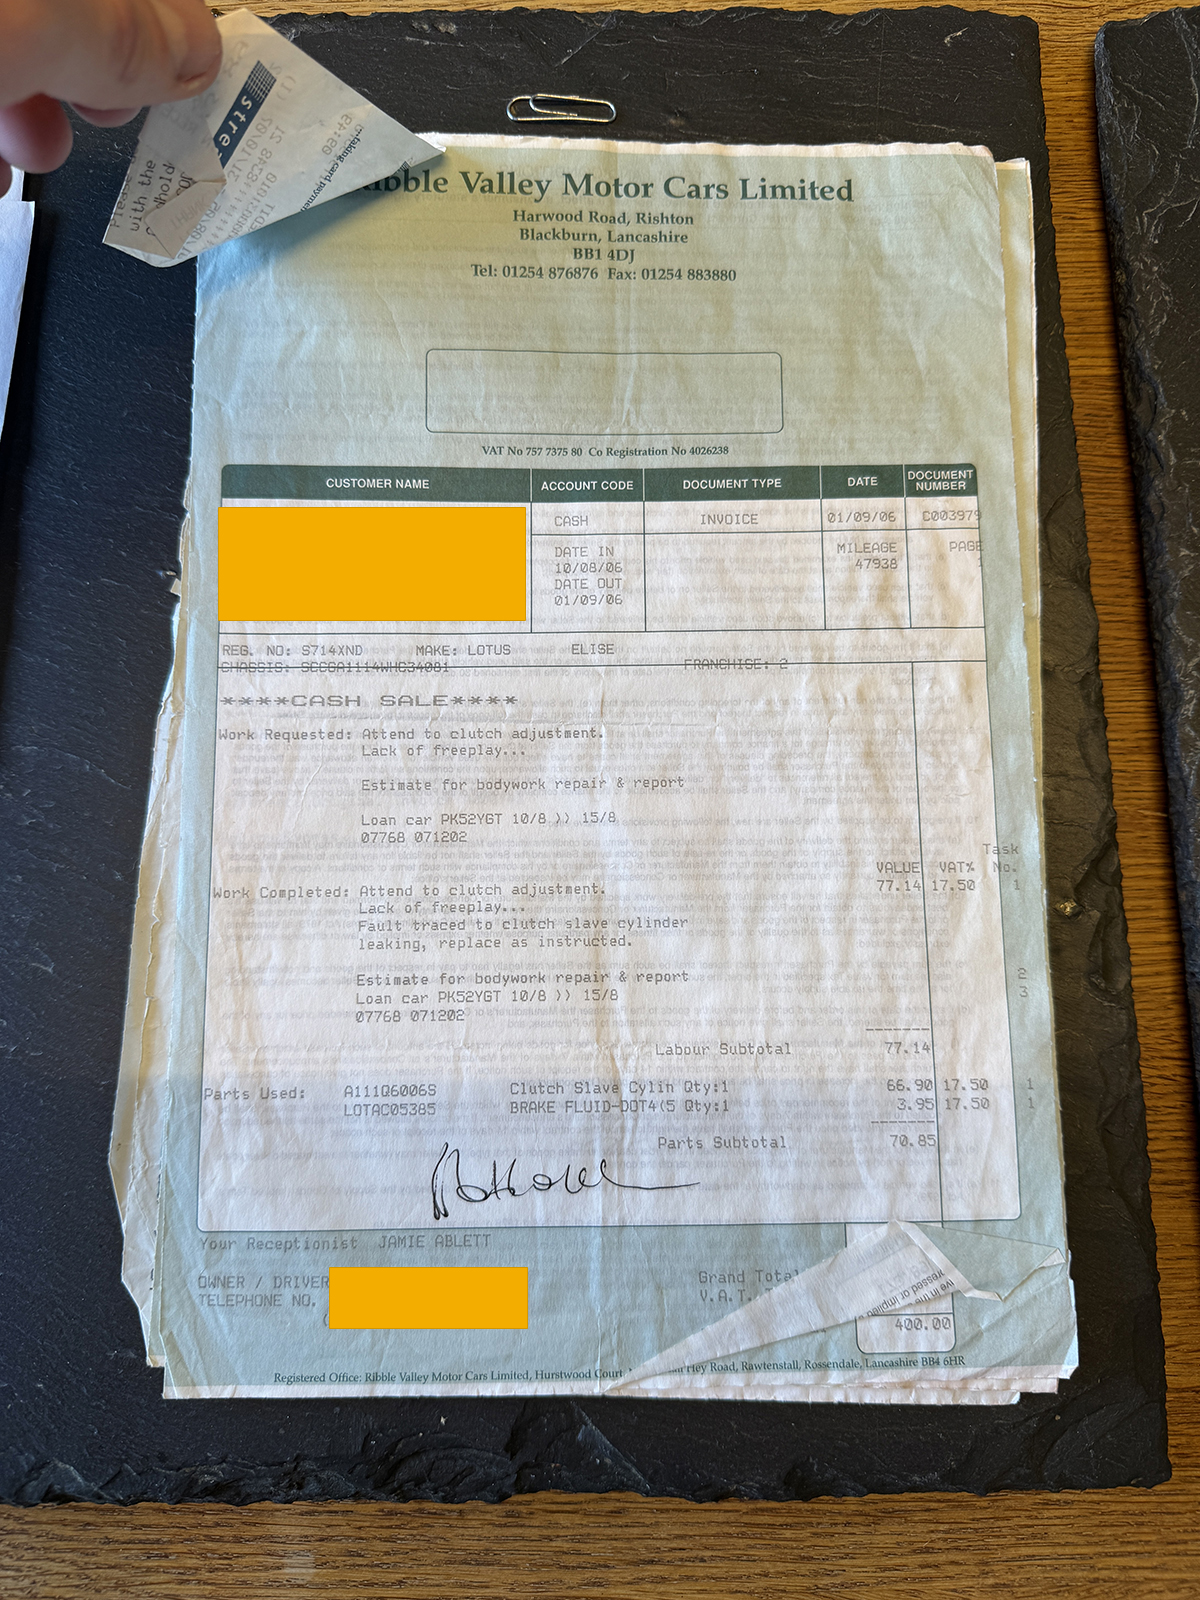 stre
with the
Ribble Valley Motor Cars Limited
Harwood Road, Rishton
Blackburn, Lancashire
BB1 4DJ
Tel: 01254 876876 Fax: 01254 883880
VAT No 757 7375 80 Co Registration No 4026238
CUSTOMER NAME ACCOUNT CODE DOCUMENT TYPE DATE DOCUMENT NUMBER
CASH INVOICE 01/09/06 C003979
DATE IN MILEAGE PAGE
10/08/06 47938 1
DATE OUT
01/09/06
REG. NO: S714XND MAKE: LOTUS ELISE
CHASSIS: SCCGA1114WHC34081 FRANCHISE: 2
****CASH SALE****
Work Requested: Attend to clutch adjustment.
Lack of freeplay...
Estimate for bodywork repair & report
Loan car PK52YGT 10/8 >> 15/8
07768 071202
Task
VALUE VAT% No.
Work Completed: Attend to clutch adjustment. 77.14 17.50 1
Lack of freeplay...
Fault traced to clutch slave cylinder
leaking, replace as instructed.
Estimate for bodywork repair & report 2
Loan car PK52YGT 10/8 >> 15/8 3
07768 071202
Labour Subtotal 77.14
Parts Used: A111Q6006S Clutch Slave Cylin Qty:1 66.90 17.50 1
LOTAC05385 BRAKE FLUID-DOT4(5 Qty:1 3.95 17.50 1
Parts Subtotal 70.85
Your Receptionist JAMIE ABLETT
OWNER / DRIVER Grand Total
TELEPHONE NO. V.A.T.
400.00
Registered Office: Ribble Valley Motor Cars Limited, Hurstwood Court, Road, Rawtenstall, Rossendale, Lancashire BB4 6HR